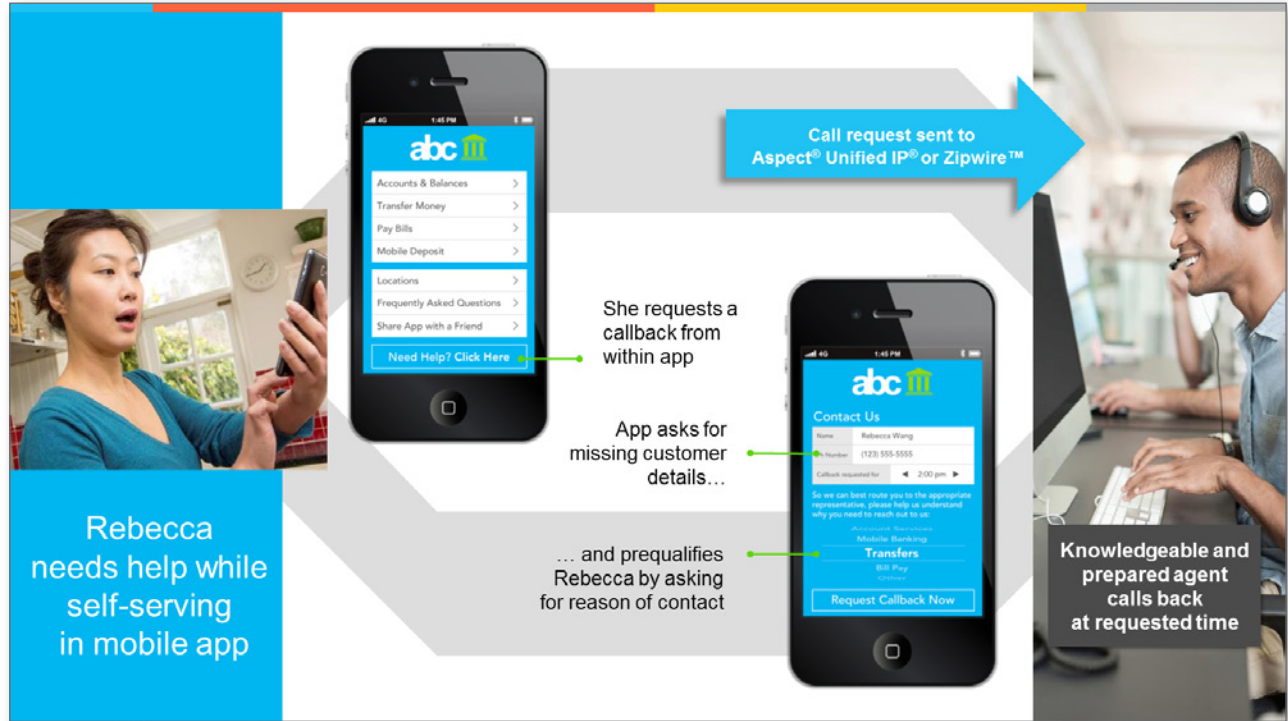 Rebecca
needs help while
self-serving
in mobile app
4G 1:45 PM
abc
Accounts & Balances
Transfer Money
Pay Bills
Mobile Deposit
Locations
Frequently Asked Questions
Share App with a Friend
Need Help? Click Here
She requests a
callback from
within app
App asks for
missing customer
details…
… and prequalifies
Rebecca by asking
for reason of contact
4G 1:45 PM
abc
Contact Us
Name Rebecca Wang
Number (123) 555-5555
Callback requested for ◀ 2:00 pm ▶
So we can best route you to the appropriate
representative, please help us understand
why you need to reach out to us:
Account Services
Mobile Banking
Transfers
Bill Pay
Other
Request Callback Now
Call request sent to
Aspect® Unified IP® or Zipwire™
Knowledgeable and
prepared agent
calls back
at requested time